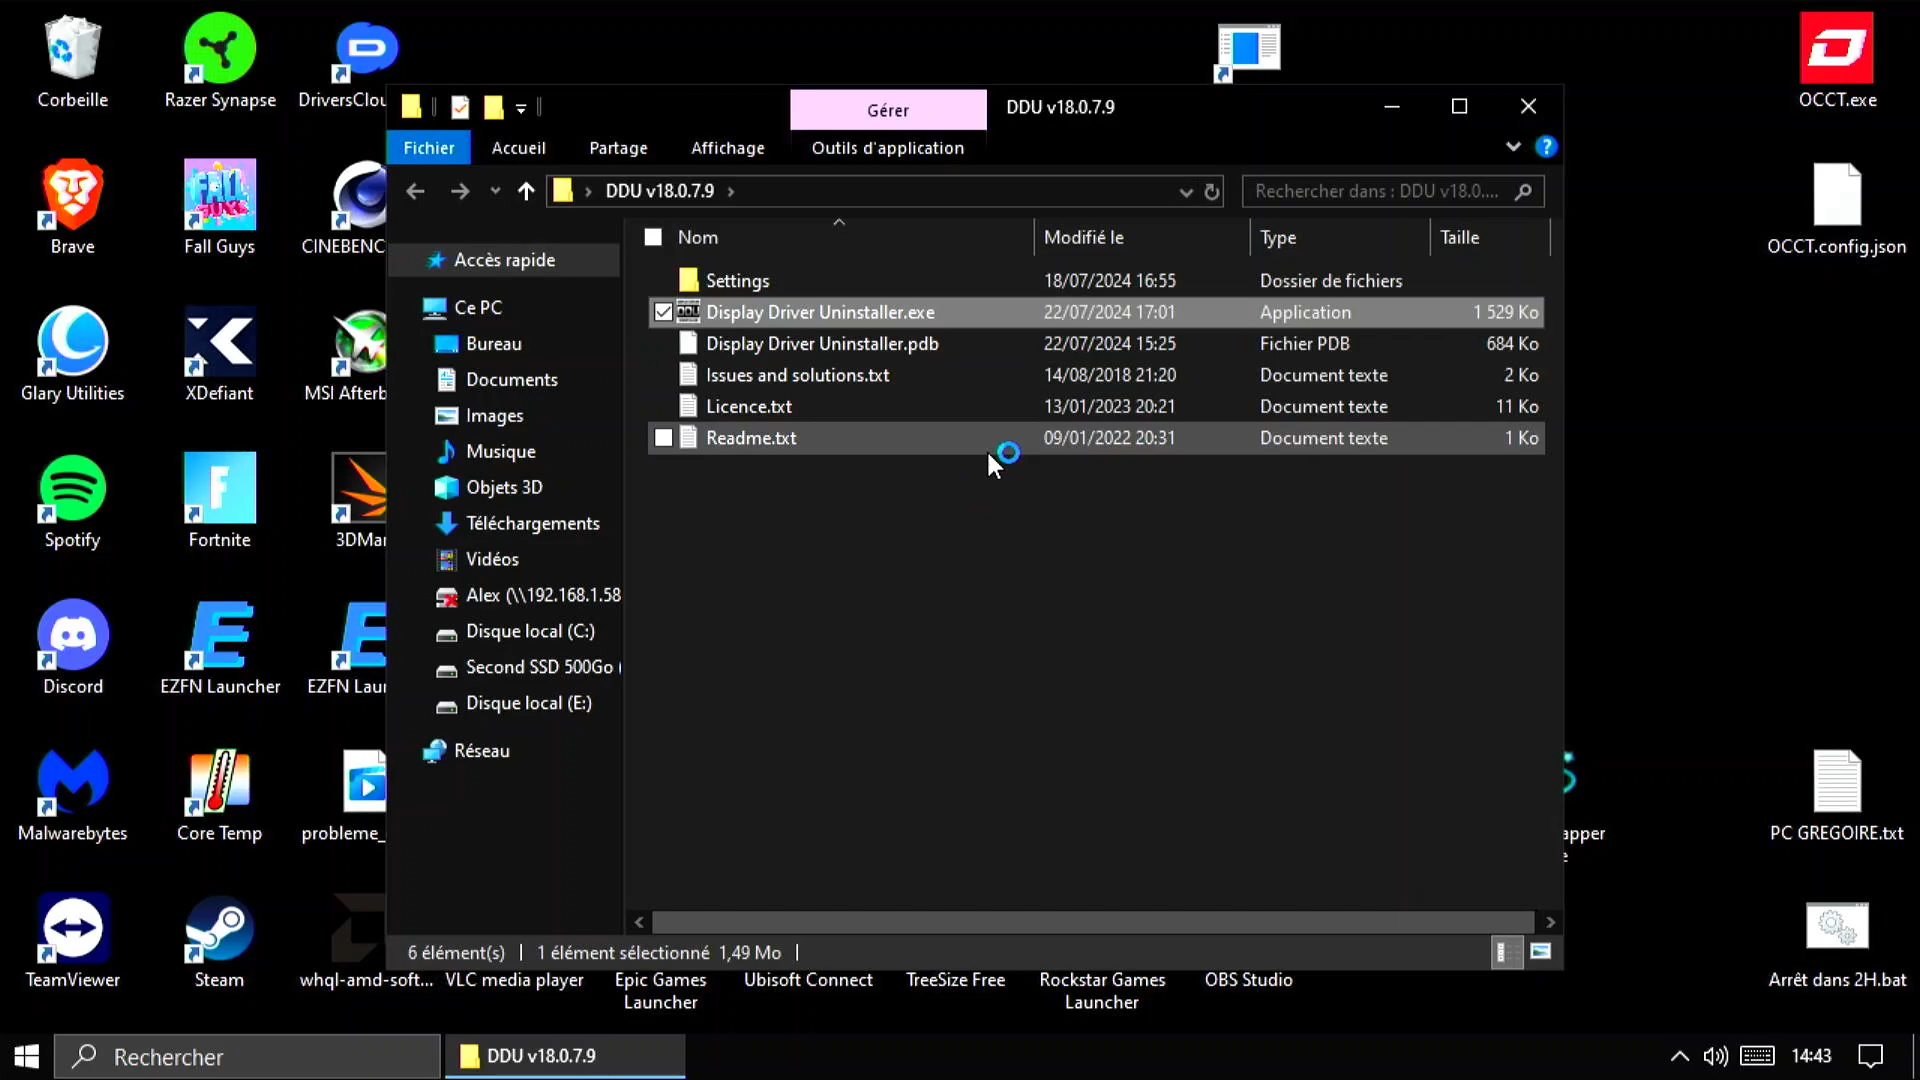 Corbeille
Razer Synapse
DriversClou
OCCT.exe
Gérer
DDU v18.0.7.9
Fichier
Accueil
Partage
Affichage
Outils d'application
DDU v18.0.7.9
Rechercher dans : DDU v18.0....
Brave
Fall Guys
CINEBENC
OCCT.config.json
Nom
Modifié le
Type
Taille
Accès rapide
Ce PC
Bureau
Documents
Images
Musique
Objets 3D
Téléchargements
Vidéos
Alex (\\192.168.1.58
Disque local (C:)
Second SSD 500Go (
Disque local (E:)
Réseau
Settings 18/07/2024 16:55 Dossier de fichiers
Display Driver Uninstaller.exe 22/07/2024 17:01 Application 1 529 Ko
Display Driver Uninstaller.pdb 22/07/2024 15:25 Fichier PDB 684 Ko
Issues and solutions.txt 14/08/2018 21:20 Document texte 2 Ko
Licence.txt 13/01/2023 20:21 Document texte 11 Ko
Readme.txt 09/01/2022 20:31 Document texte 1 Ko
Glary Utilities
XDefiant
MSI Afterb
Spotify
Fortnite
3DMar
Discord
EZFN Launcher
EZFN Lau
Malwarebytes
Core Temp
probleme_
apper
e
PC GREGOIRE.txt
6 élément(s)
1 élément sélectionné 1,49 Mo
TeamViewer
Steam
whql-amd-soft...
VLC media player
Epic Games
Launcher
Ubisoft Connect
TreeSize Free
Rockstar Games
Launcher
OBS Studio
Arrêt dans 2H.bat
Rechercher
DDU v18.0.7.9
14:43